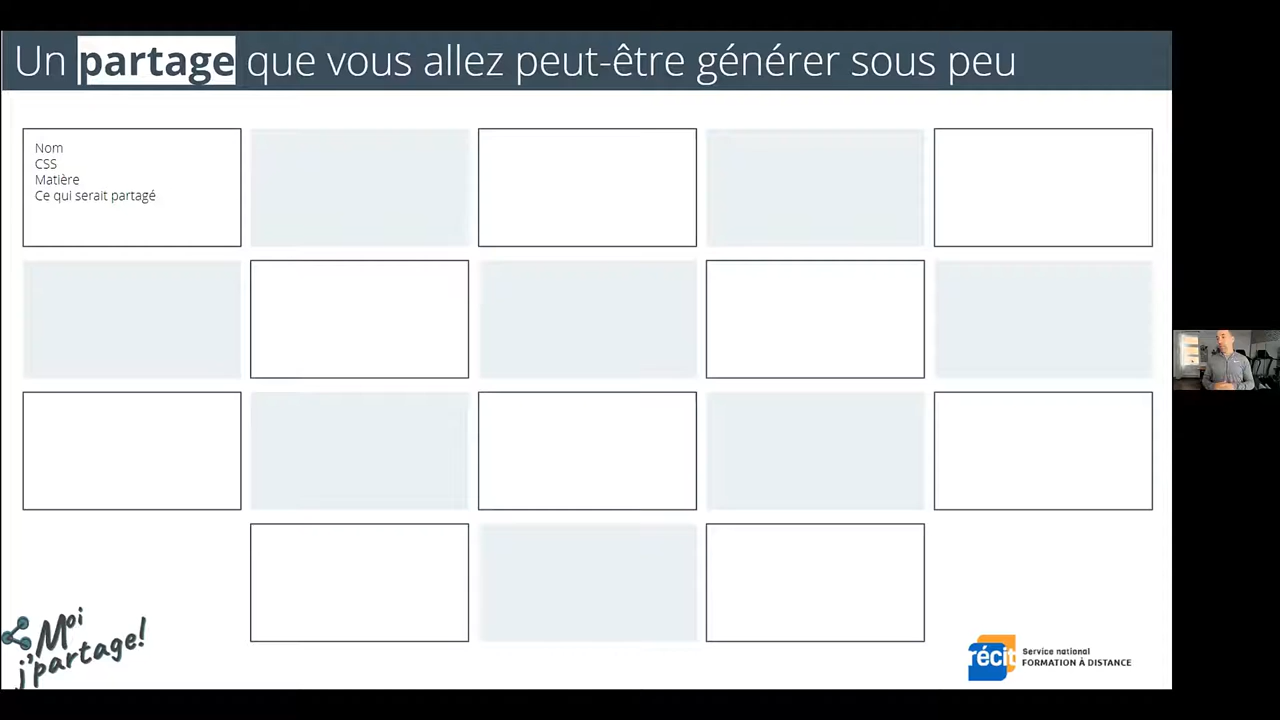 Un partage que vous allez peut-être générer sous peu
Nom
CSS
Matière
Ce qui serait partagé
Moi
j'partage!
récit
Service national
FORMATION À DISTANCE